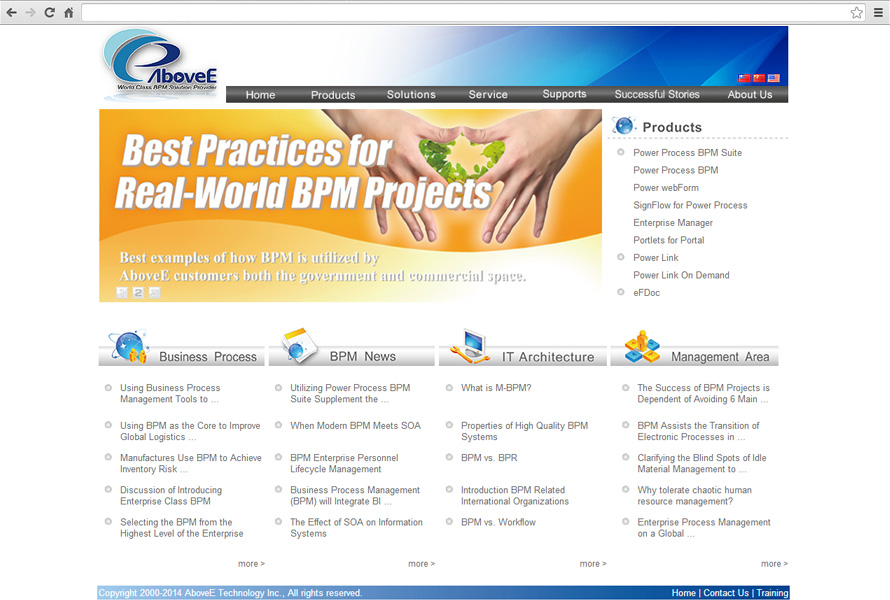 AboveE
World Class BPM Solution Provider
Home Products Solutions Service Supports Successful Stories About Us
Best Practices for
Real-World BPM Projects
Best examples of how BPM is utilized by
AboveE customers both the government and commercial space.
1 2 3
Products
Power Process BPM Suite
Power Process BPM
Power webForm
SignFlow for Power Process
Enterprise Manager
Portlets for Portal
Power Link
Power Link On Demand
eFDoc
Business Process
Using Business Process
Management Tools to ...
Using BPM as the Core to Improve
Global Logistics ...
Manufactures Use BPM to Achieve
Inventory Risk ...
Discussion of Introducing
Enterprise Class BPM
Selecting the BPM from the
Highest Level of the Enterprise
more >
BPM News
Utilizing Power Process BPM
Suite Supplement the ...
When Modern BPM Meets SOA
BPM Enterprise Personnel
Lifecycle Management
Business Process Management
(BPM) will Integrate BI ...
The Effect of SOA on Information
Systems
more >
IT Architecture
What is M-BPM?
Properties of High Quality BPM
Systems
BPM vs. BPR
Introduction BPM Related
International Organizations
BPM vs. Workflow
more >
Management Area
The Success of BPM Projects is
Dependent of Avoiding 6 Main ...
BPM Assists the Transition of
Electronic Processes in ...
Clarifying the Blind Spots of Idle
Material Management to ...
Why tolerate chaotic human
resource management?
Enterprise Process Management
on a Global ...
more >
Copyright 2000-2014 AboveE Technology Inc., All rights reserved.
Home | Contact Us | Training